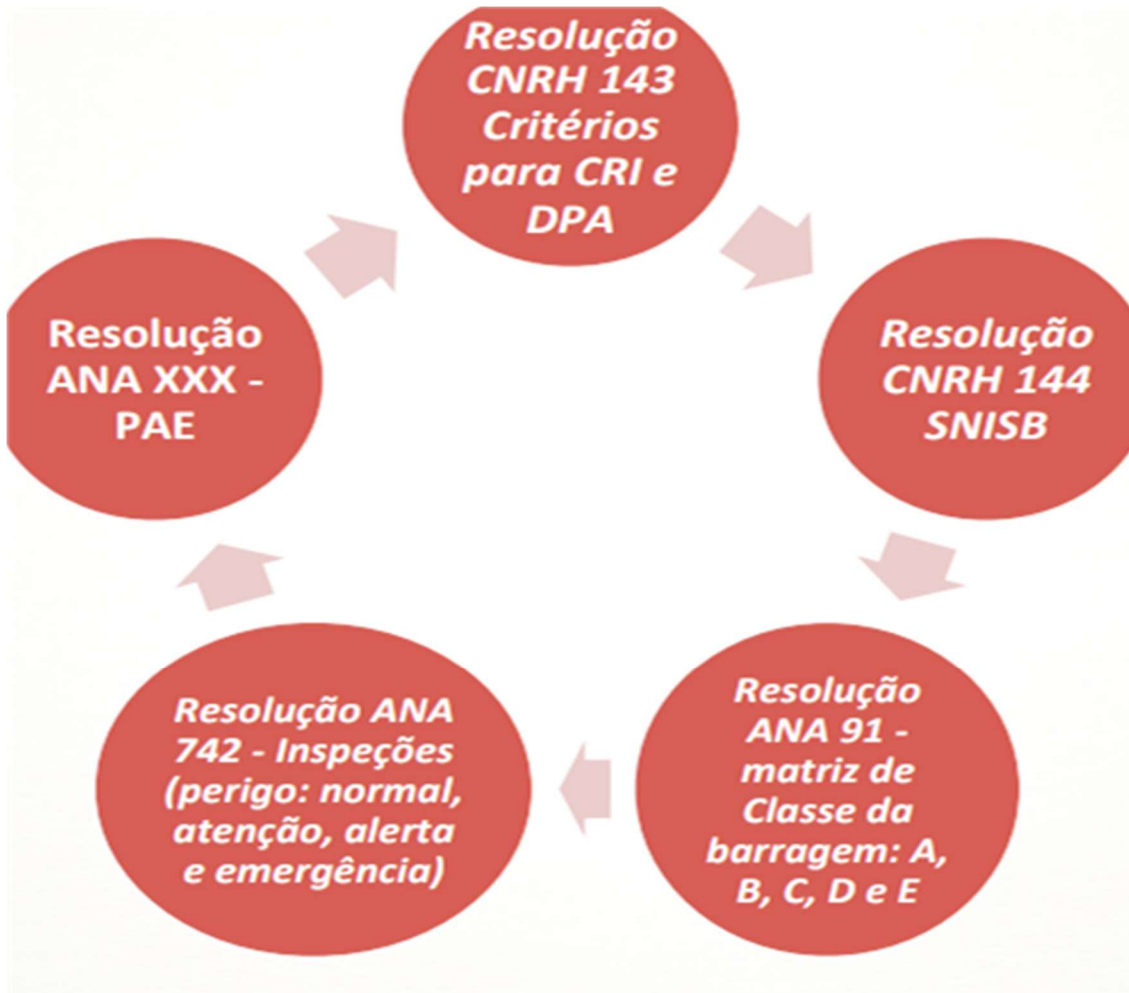 Resolução
CNRH 143
Critérios
para CRI e
DPA
Resolução
CNRH 144
SNISB
Resolução
ANA 91 -
matriz de
Classe da
barragem: A,
B, C, D e E
Resolução ANA
742 - Inspeções
(perigo: normal,
atenção, alerta
e emergência)
Resolução
ANA XXX -
PAE